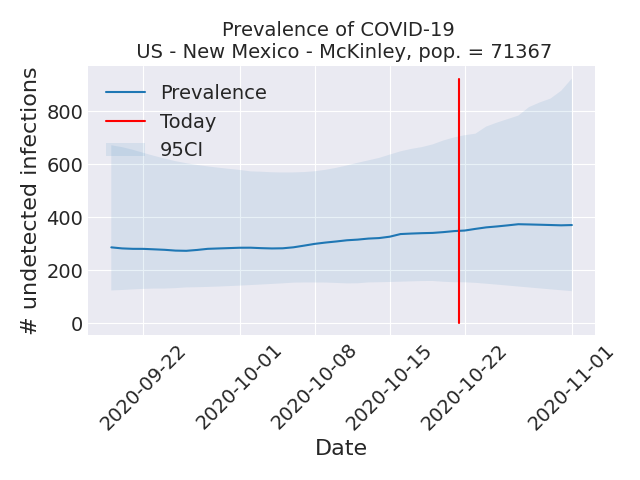 Prevalence of COVID-19
US - New Mexico - McKinley, pop. = 71367
# undetected infections
800
600
400
200
0
Prevalence
Today
95CI
2020-09-22
2020-10-01
2020-10-08
2020-10-15
2020-10-22
2020-11-01
Date